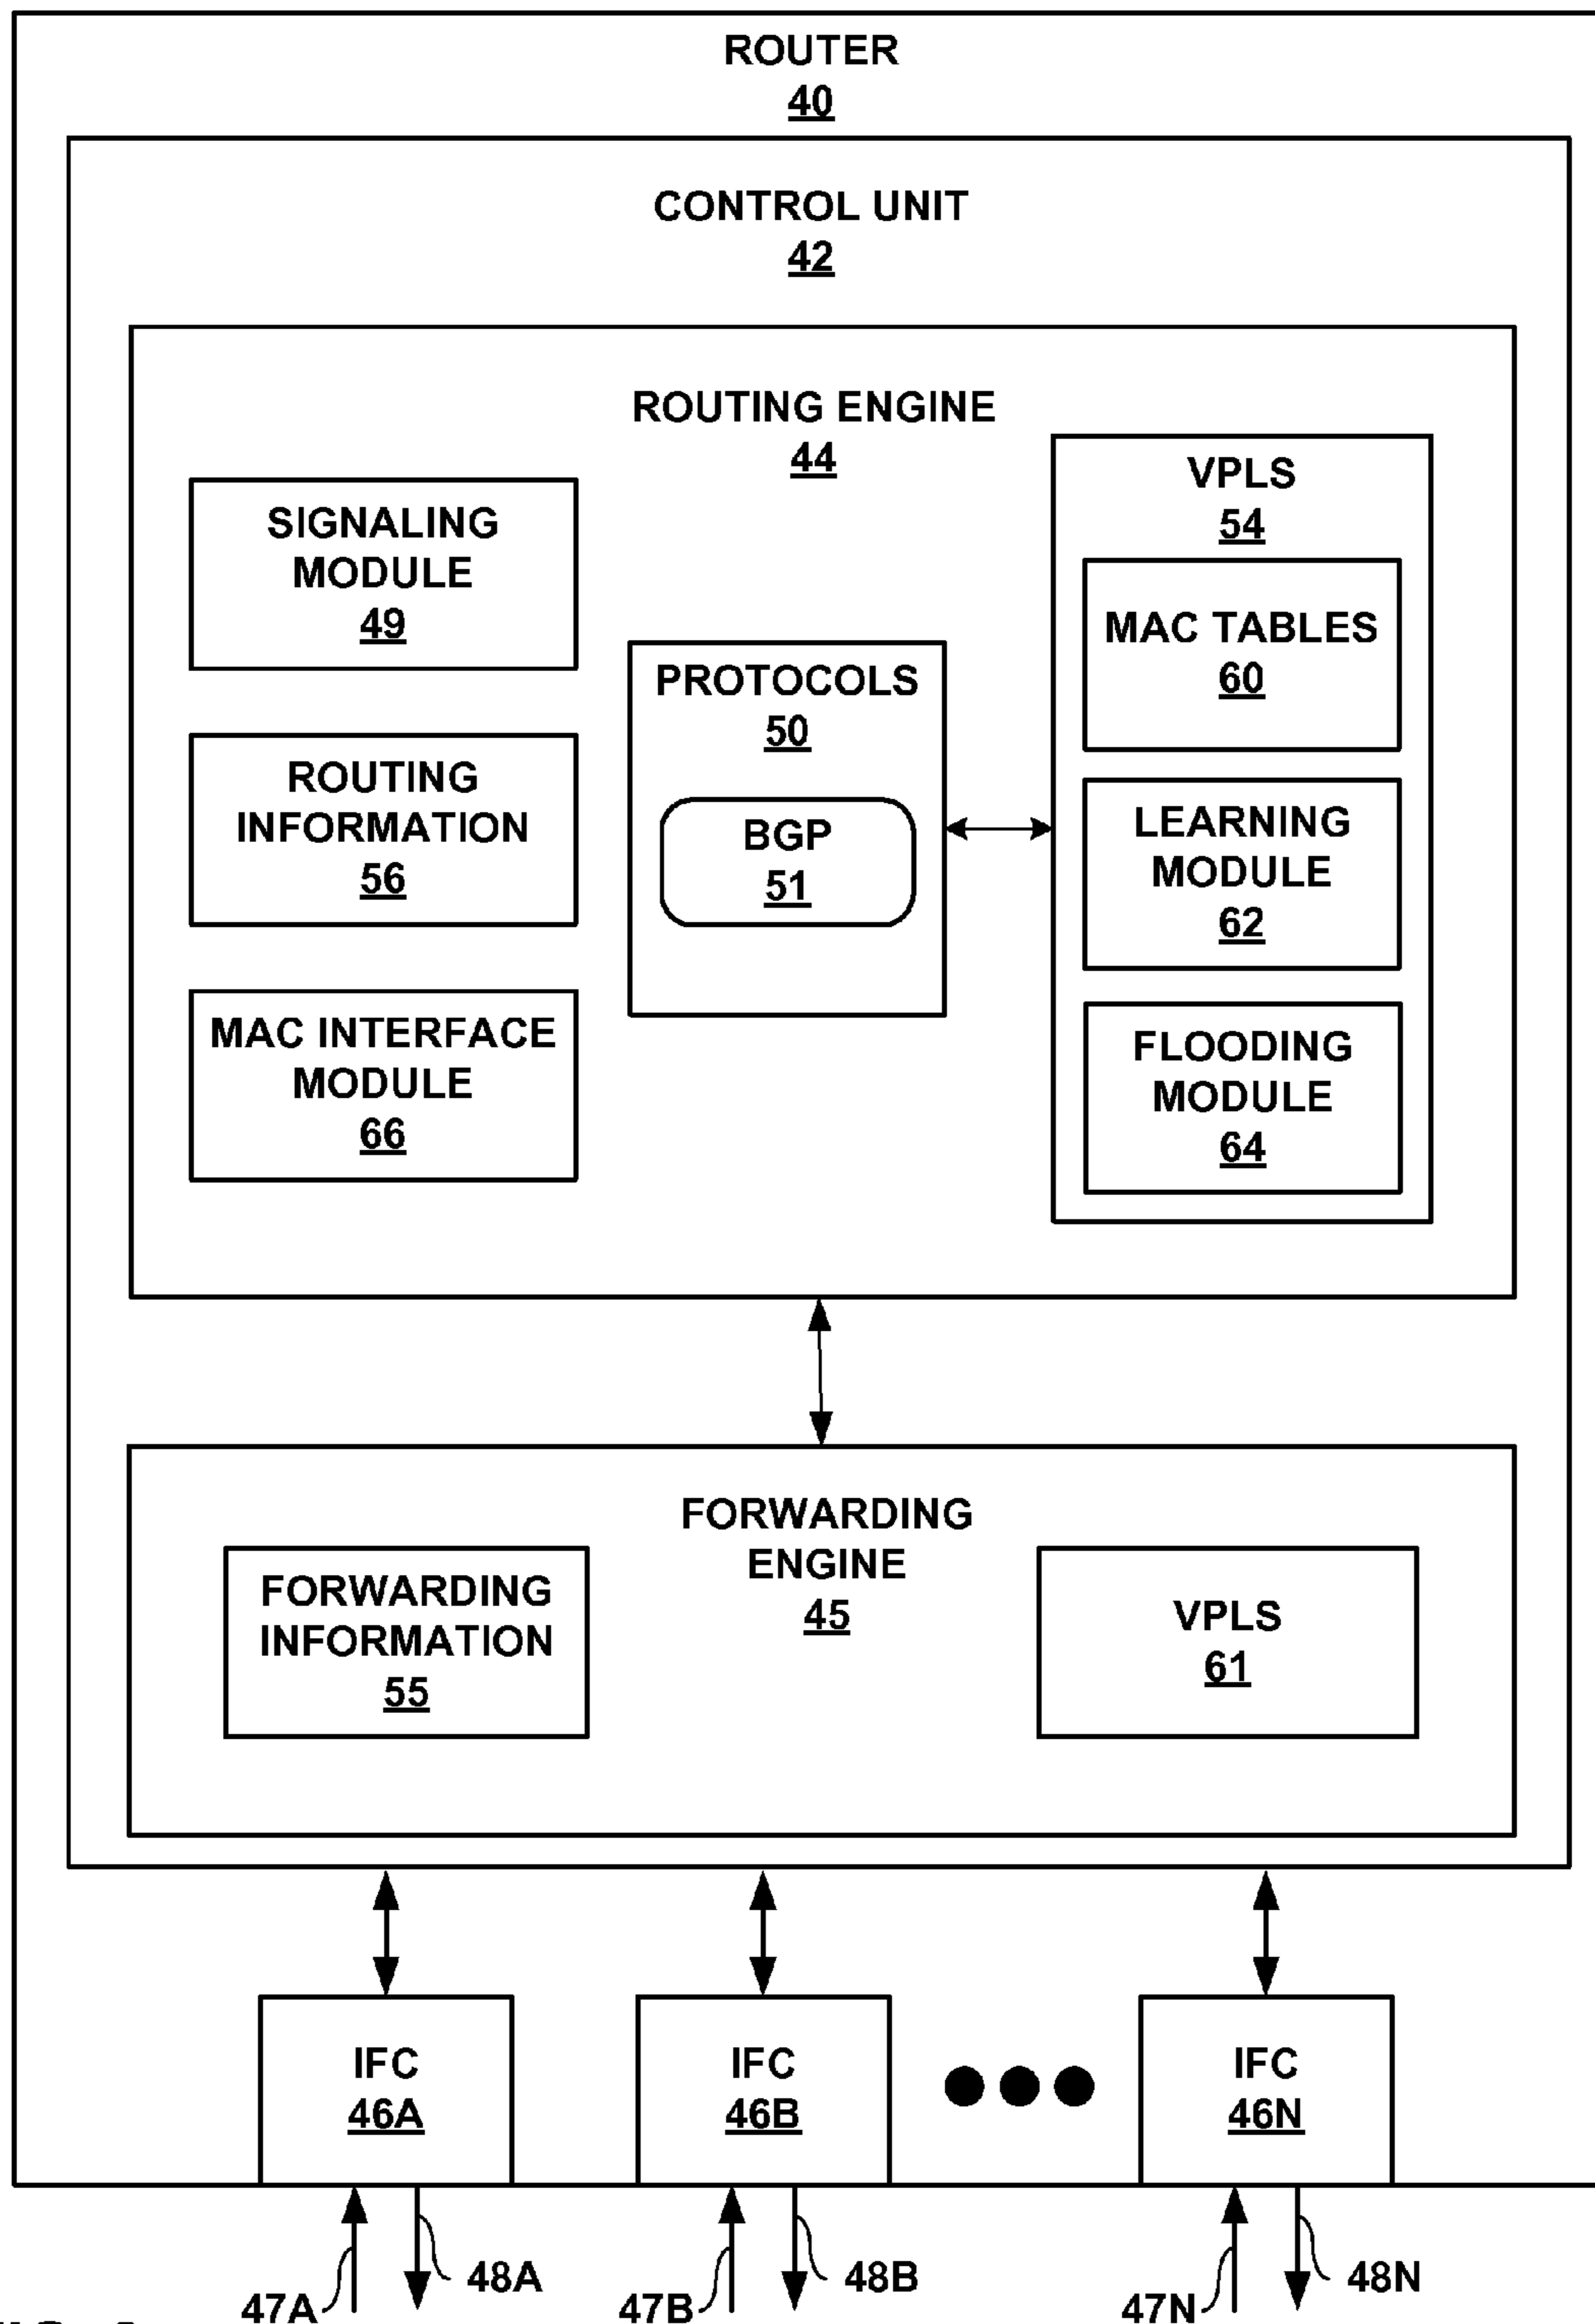 ROUTER
40
CONTROL UNIT
42
ROUTING ENGINE
44
SIGNALING
MODULE
49
ROUTING
INFORMATION
56
MAC INTERFACE
MODULE
66
PROTOCOLS
50
BGP
51
VPLS
54
MAC TABLES
60
LEARNING
MODULE
62
FLOODING
MODULE
64
FORWARDING
ENGINE
45
FORWARDING
INFORMATION
55
VPLS
61
IFC
46A
IFC
46B
IFC
46N
47A
48A
47B
48B
47N
48N